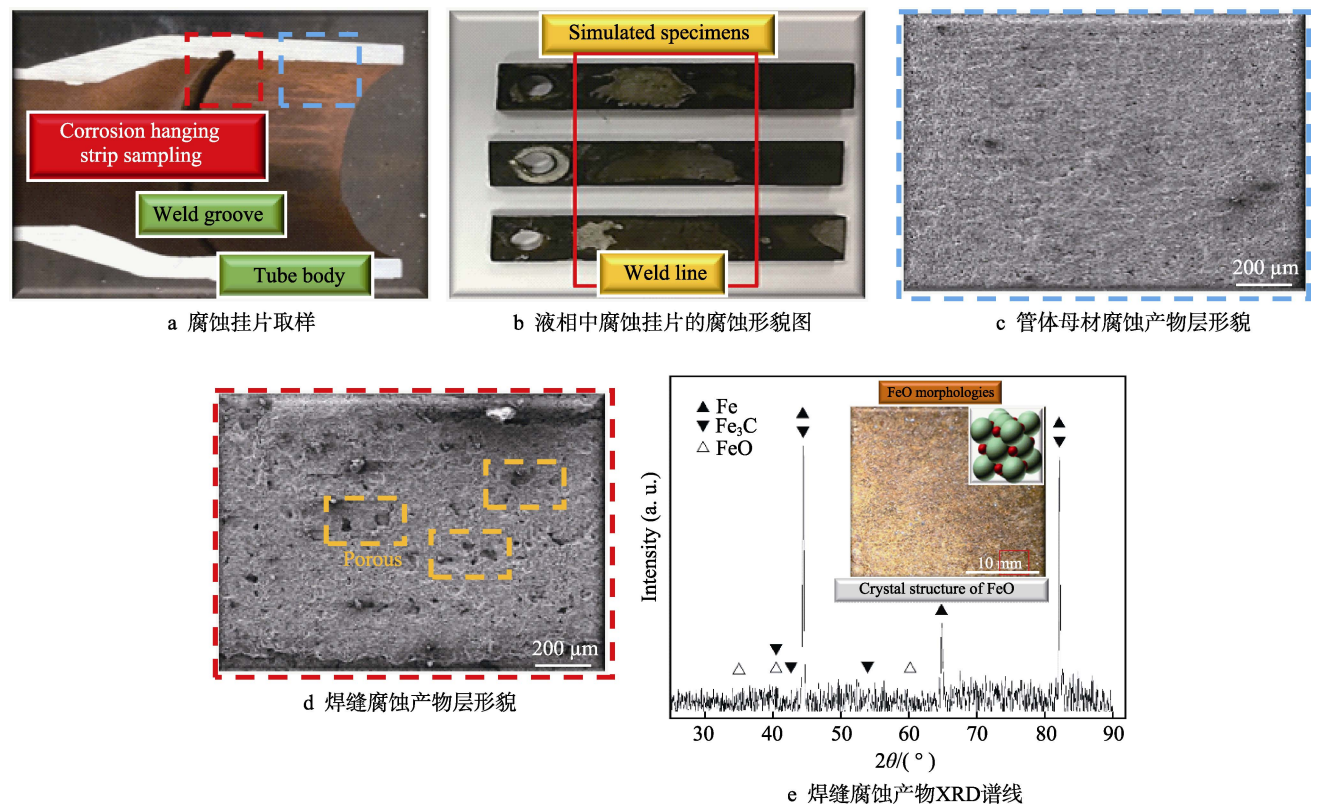 Corrosion hanging
strip sampling
Weld groove
Tube body
a 腐蚀挂片取样
Simulated specimens
Weld line
b 液相中腐蚀挂片的腐蚀形貌图
200 μm
c 管体母材腐蚀产物层形貌
Porous
200 μm
d 焊缝腐蚀产物层形貌
FeO morphologies
▲ Fe
▼ Fe₃C
△ FeO
10 mm
Crystal structure of FeO
Intensity (a. u.)
30 40 50 60 70 80 90
2θ/( ° )
e 焊缝腐蚀产物XRD谱线